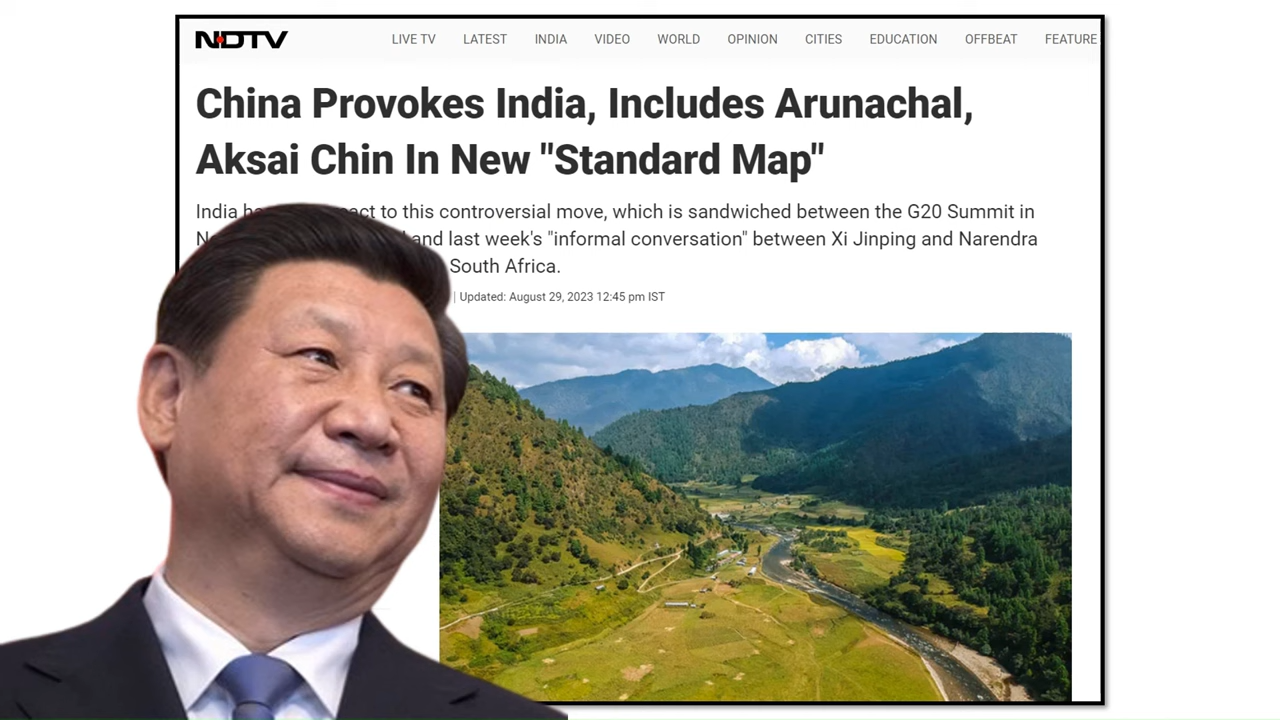 NDTV
LIVE TV LATEST INDIA VIDEO WORLD OPINION CITIES EDUCATION OFFBEAT FEATURE
China Provokes India, Includes Arunachal,
Aksai Chin In New "Standard Map"
India to this controversial move, which is sandwiched between the G20 Summit in
and last week's "informal conversation" between Xi Jinping and Narendra
South Africa.
Updated: August 29, 2023 12:45 pm IST